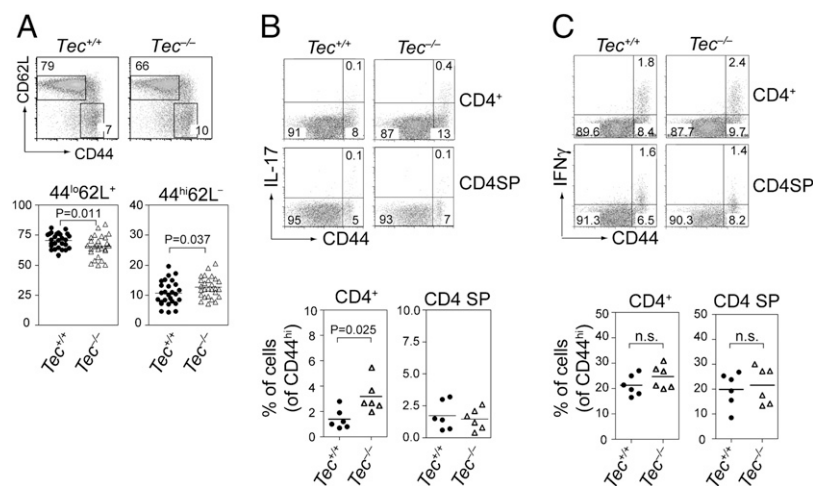 A
Tec+/+ Tec–/–
79 66
7 10
CD62L
CD44
44lo62L+ 44hi62L–
100
75
50
25
0
P=0.011
Tec+/+ Tec–/–
30
20
10
0
P=0.037
Tec+/+ Tec–/–
B
Tec+/+ Tec–/–
0.1 0.4
CD4+
91 8 87 13
0.1 0.1
CD4SP
95 5 93 7
IL-17
CD44
CD4+ CD4 SP
% of cells
(of CD44hi)
10
8
6
4
2
0
P=0.025
Tec+/+ Tec–/–
10.0
7.5
5.0
2.5
0.0
Tec+/+ Tec–/–
C
Tec+/+ Tec–/–
1.8 2.4
CD4+
89.6 8.4 87.7 9.7
1.6 1.4
CD4SP
91.3 6.5 90.3 8.2
IFNγ
CD44
CD4+ CD4 SP
% of cells
(of CD44hi)
50
40
30
20
10
0
n.s.
Tec+/+ Tec–/–
50
40
30
20
10
0
n.s.
Tec+/+ Tec–/–